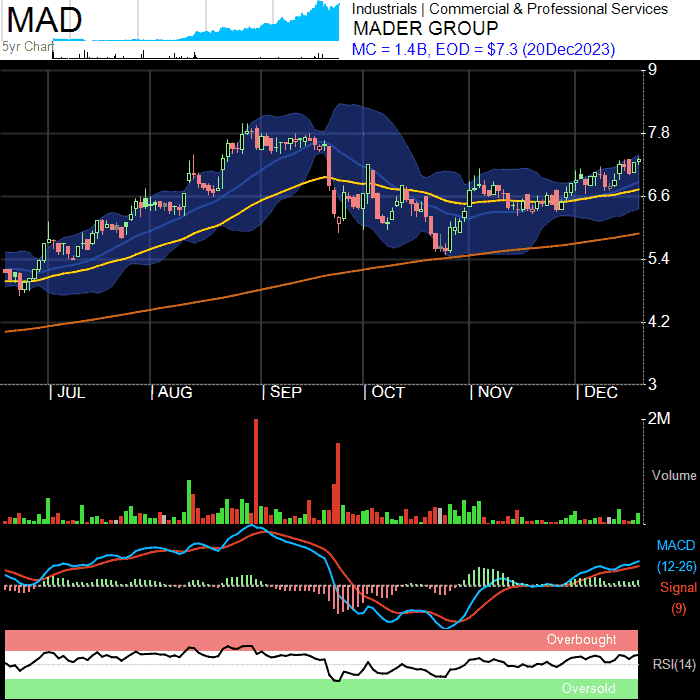 MAD
5yr Chart
Industrials | Commercial & Professional Services
MADER GROUP
MC = 1.4B, EOD = $7.3 (20Dec2023)
9
7.8
6.6
5.4
4.2
3
| JUL | AUG | SEP | OCT | NOV | DEC
2M
Volume
MACD
(12-26)
Signal
(9)
Overbought
RSI(14)
Oversold